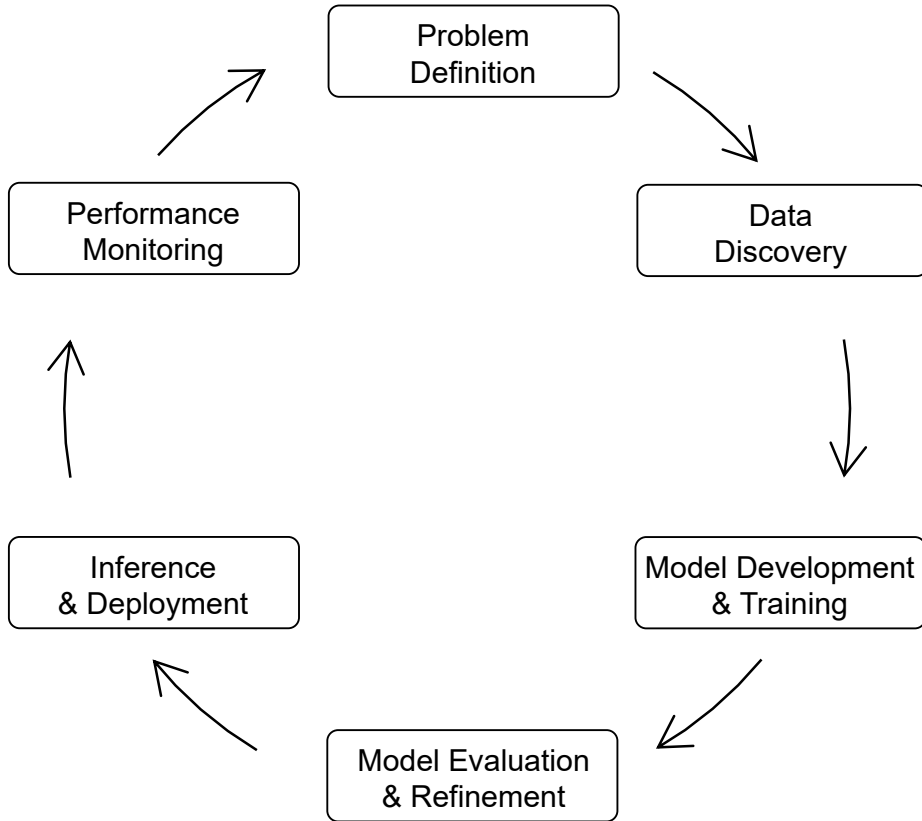 Problem
Definition
Data
Discovery
Model Development
& Training
Model Evaluation
& Refinement
Inference
& Deployment
Performance
Monitoring